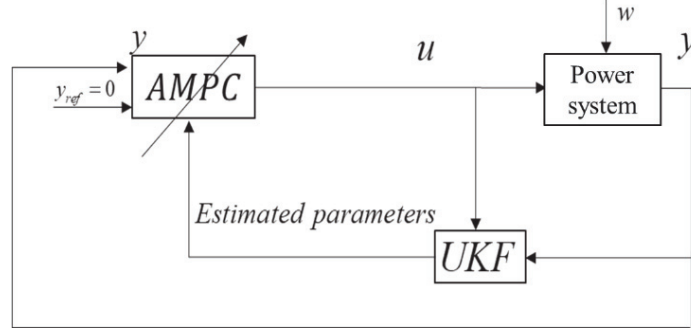 w
y
u
y
y_ref = 0
AMPC
Power
system
Estimated parameters
UKF